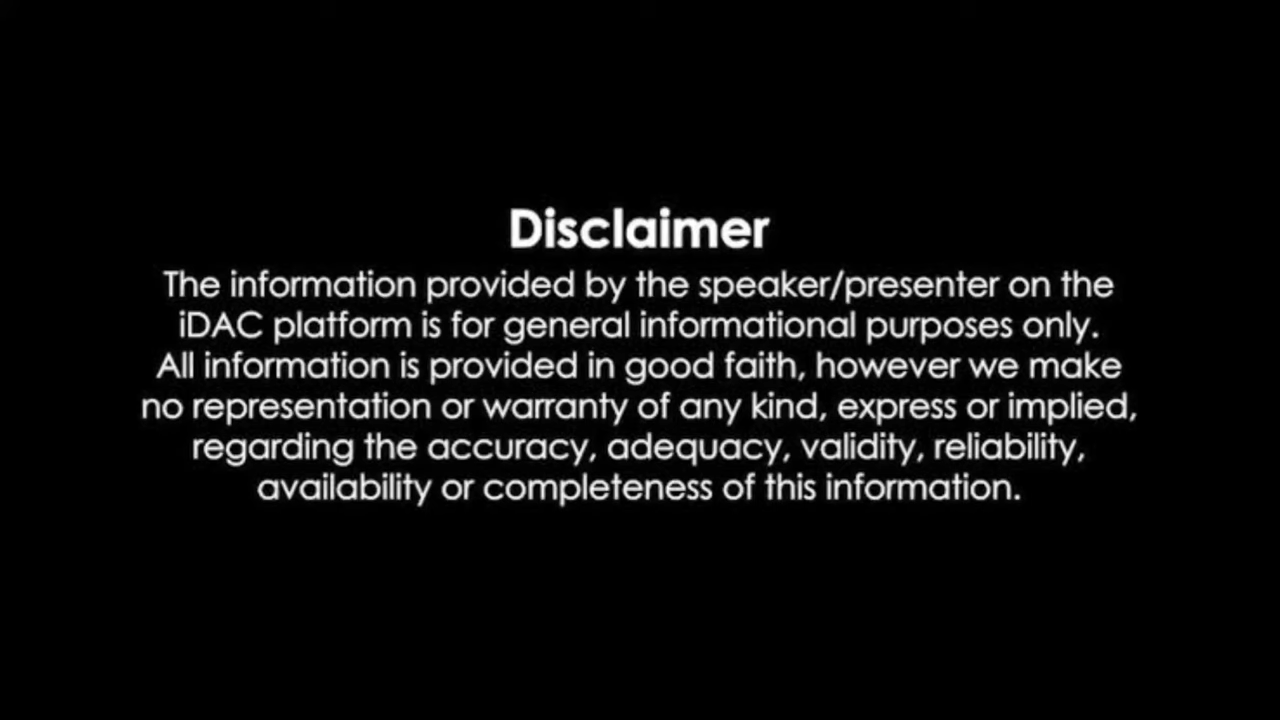 Disclaimer
The information provided by the speaker/presenter on the
iDAC platform is for general informational purposes only.
All information is provided in good faith, however we make
no representation or warranty of any kind, express or implied,
regarding the accuracy, adequacy, validity, reliability,
availability or completeness of this information.